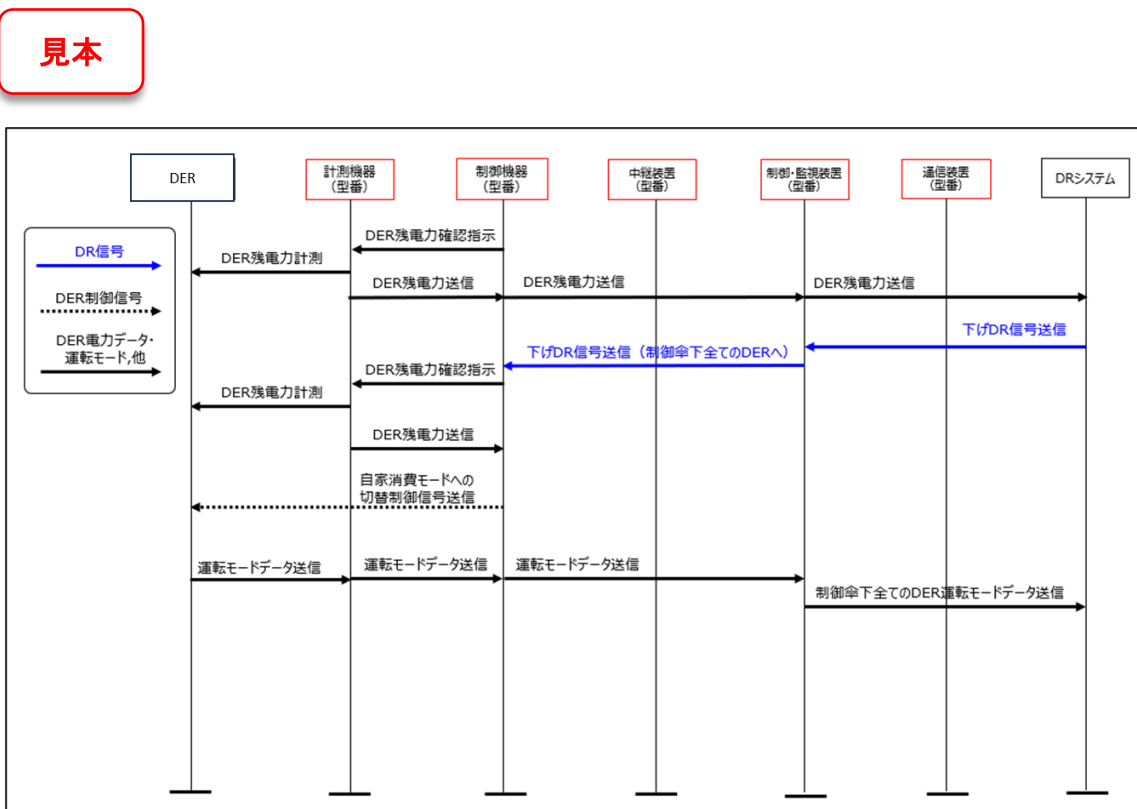 見本
DER
計測機器
(型番)
制御機器
(型番)
中継装置
(型番)
制御・監視装置
(型番)
通信装置
(型番)
DRシステム
DR信号
DER制御信号
DER電力データ・
運転モード,他
DER残電力確認指示
DER残電力計測
DER残電力送信
DER残電力送信
DER残電力送信
下げDR信号送信
下げDR信号送信（制御傘下全てのDERへ）
DER残電力確認指示
DER残電力計測
DER残電力送信
自家消費モードへの
切替制御信号送信
運転モードデータ送信
運転モードデータ送信
運転モードデータ送信
制御傘下全てのDER運転モードデータ送信